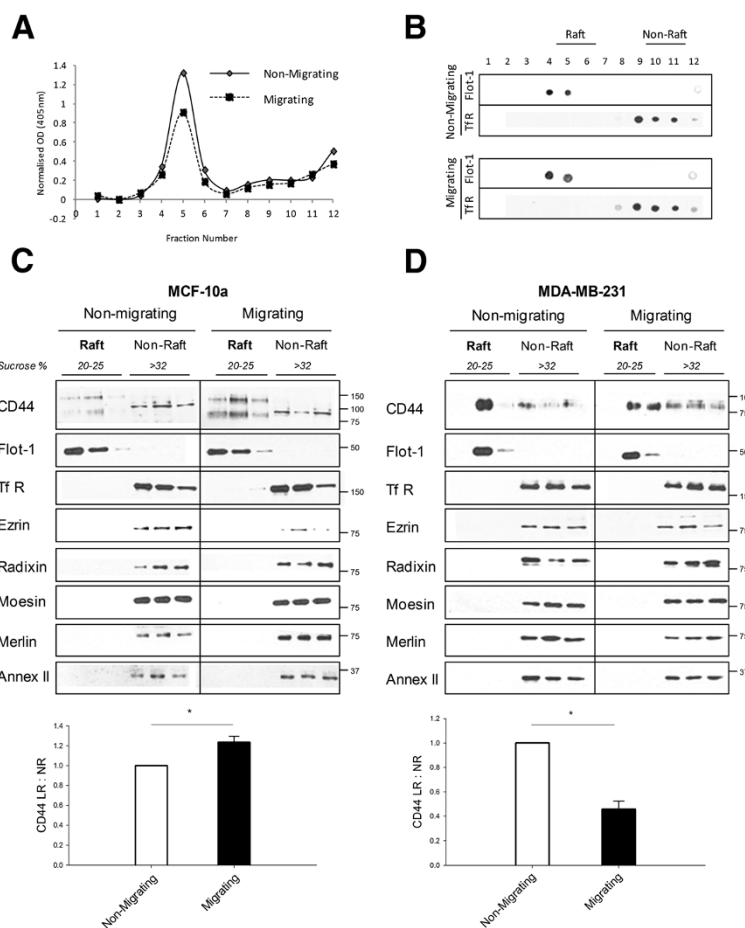 A
1.4
1.2
1
0.8
0.6
0.4
0.2
0
-0.2
Normalised OD (405nm)
Non-Migrating
Migrating
1 2 3 4 5 6 7 8 9 10 11 12
Fraction Number
B
Raft Non-Raft
1 2 3 4 5 6 7 8 9 10 11 12
Non-Migrating
Flot-1
TfR
Migrating
Flot-1
TfR
C
MCF-10a
Non-migrating Migrating
Raft Non-Raft Raft Non-Raft
Sucrose % 20-25 >32 20-25 >32
CD44 150 100 75
Flot-1 50
Tf R 150
Ezrin 75
Radixin 75
Moesin 75
Merlin 75
Annex II 37
CD44 LR : NR
1.4
1.2
1.0
0.8
0.6
0.4
0.2
0.0
*
Non-Migrating
Migrating
D
MDA-MB-231
Non-migrating Migrating
Raft Non-Raft Raft Non-Raft
20-25 >32 20-25 >32
CD44 75
Flot-1
Tf R
Ezrin
Radixin
Moesin
Merlin
Annex II
CD44 LR : NR
1.2
1.0
0.8
0.6
0.4
0.2
0.0
*
Non-Migrating
Migrating